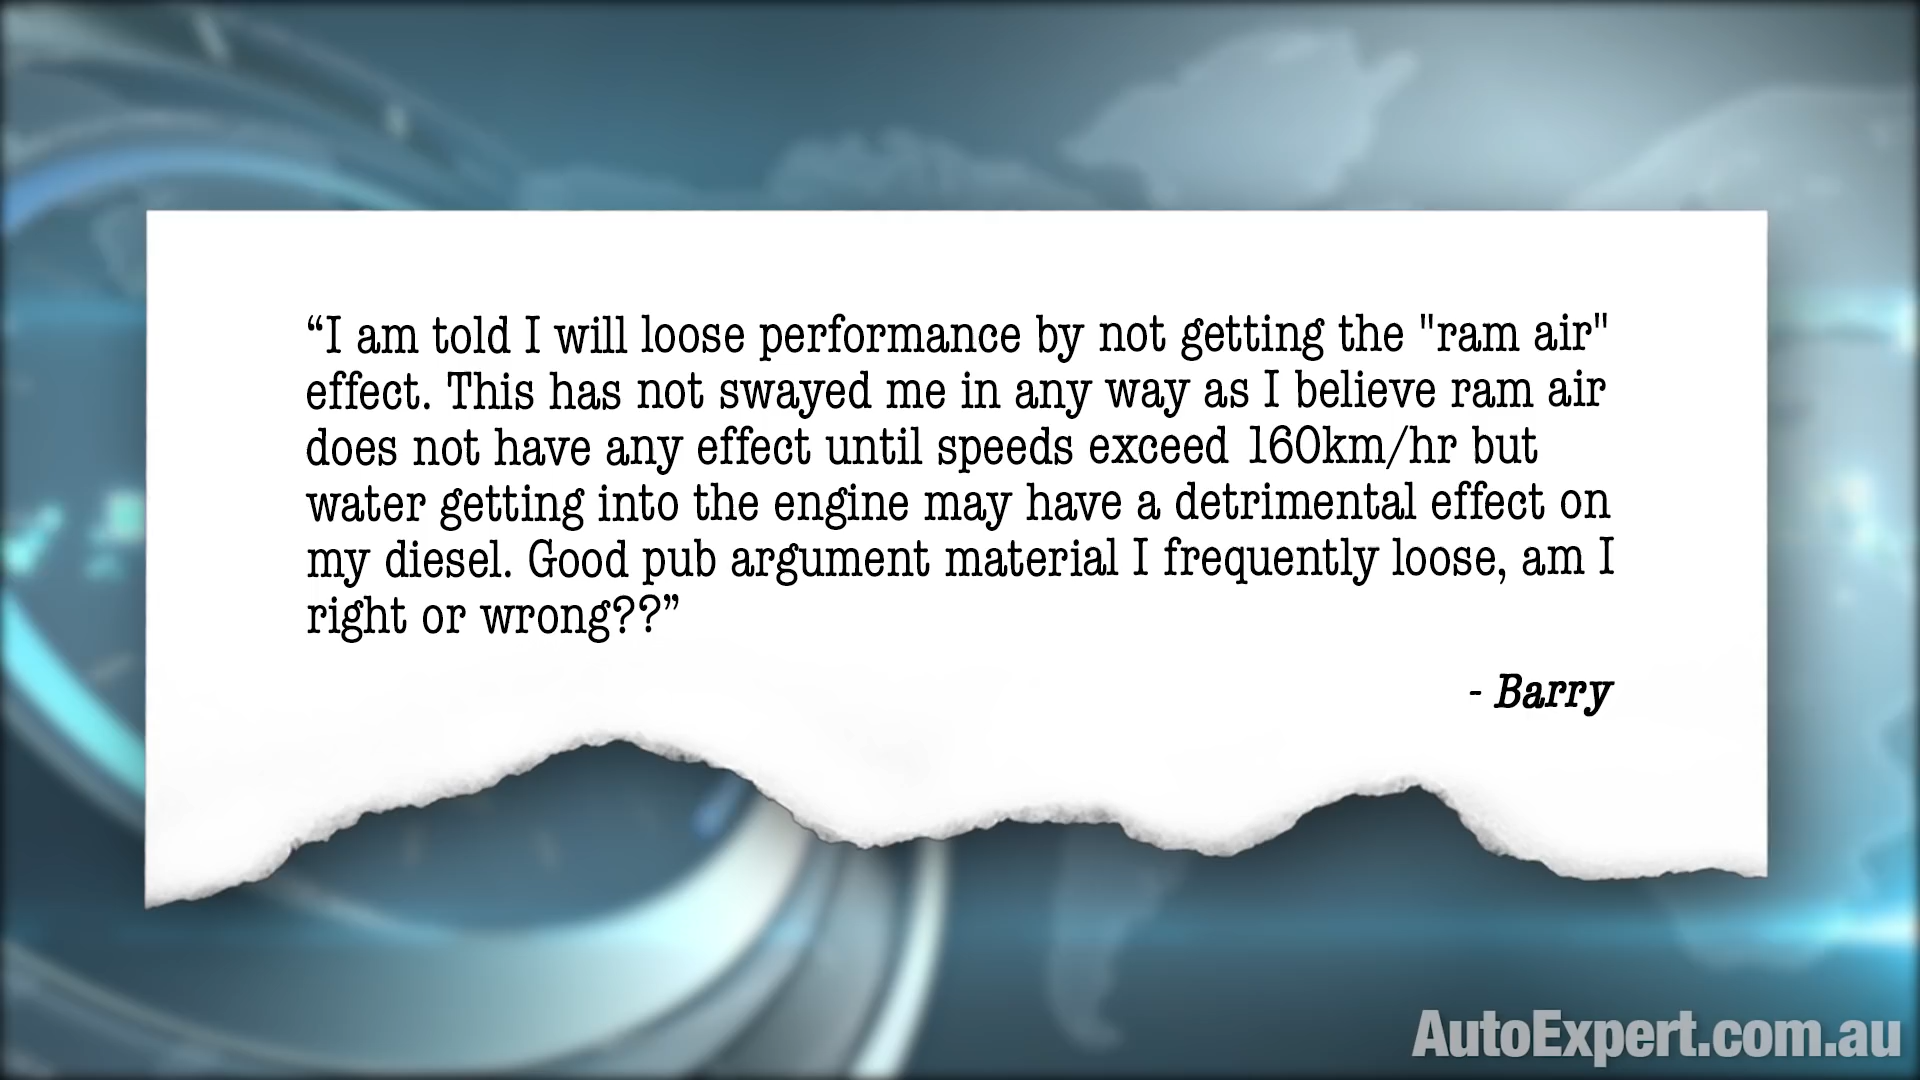 “I am told I will loose performance by not getting the "ram air"
effect. This has not swayed me in any way as I believe ram air
does not have any effect until speeds exceed 160km/hr but
water getting into the engine may have a detrimental effect on
my diesel. Good pub argument material I frequently loose, am I
right or wrong??”
- Barry
AutoExpert.com.au